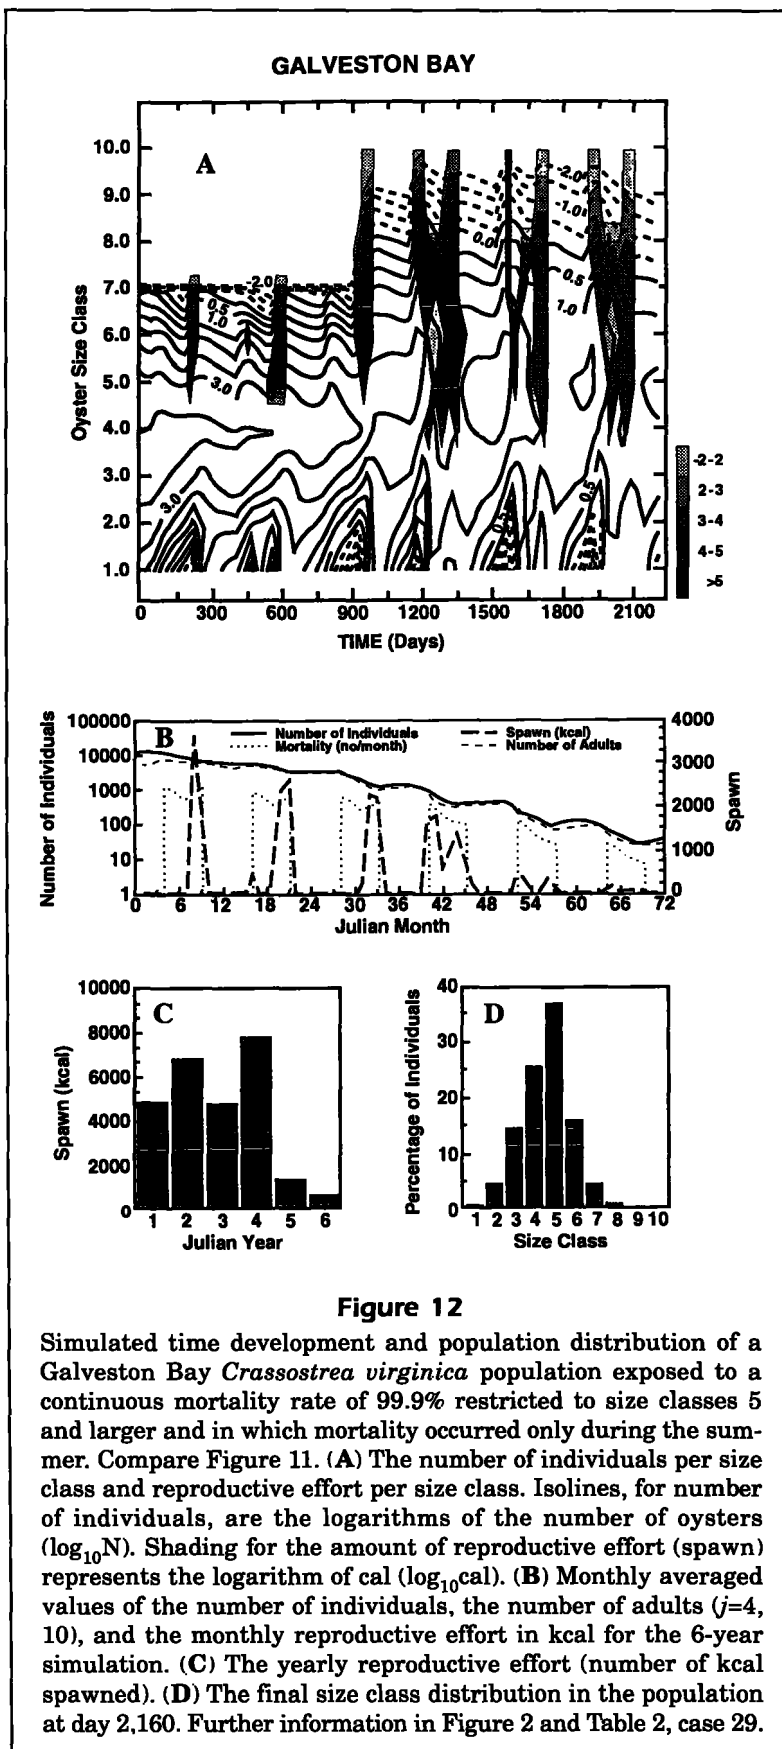 GALVESTON BAY
A
10.0
9.0
8.0
7.0
6.0
5.0
4.0
3.0
2.0
1.0
Oyster Size Class
-2.0
-1.0
0.0
0.5
1.0
-2.0
0.5
1.0
3.0
3.0
0.5
0.5
-2-2
2-3
3-4
4-5
>5
0 300 600 900 1200 1500 1800 2100
TIME (Days)
B
Number of Individuals
Mortality (no/month)
Spawn (kcal)
Number of Adults
100000
10000
1000
100
10
1
Number of Individuals
4000
3000
2000
1000
0
Spawn
0 6 12 18 24 30 36 42 48 54 60 66 72
Julian Month
C
10000
8000
6000
4000
2000
0
Spawn (kcal)
1 2 3 4 5 6
Julian Year
D
40
30
20
10
0
Percentage of Individuals
1 2 3 4 5 6 7 8 9 10
Size Class
Figure 12
Simulated time development and population distribution of a
Galveston Bay Crassostrea virginica population exposed to a
continuous mortality rate of 99.9% restricted to size classes 5
and larger and in which mortality occurred only during the sum-
mer. Compare Figure 11. (A) The number of individuals per size
class and reproductive effort per size class. Isolines, for number
of individuals, are the logarithms of the number of oysters
(log10N). Shading for the amount of reproductive effort (spawn)
represents the logarithm of cal (log10cal). (B) Monthly averaged
values of the number of individuals, the number of adults (j=4,
10), and the monthly reproductive effort in kcal for the 6-year
simulation. (C) The yearly reproductive effort (number of kcal
spawned). (D) The final size class distribution in the population
at day 2,160. Further information in Figure 2 and Table 2, case 29.